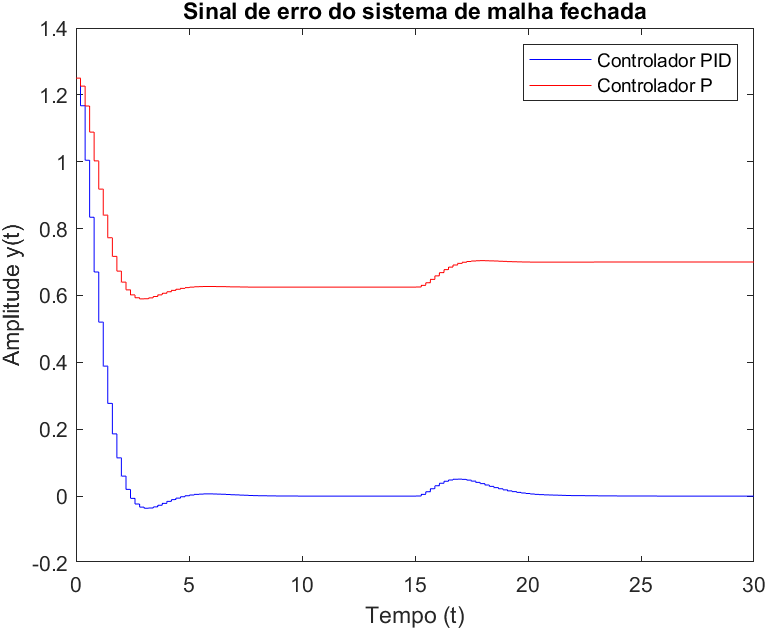 Sinal de erro do sistema de malha fechada
Controlador PID
Controlador P
Amplitude y(t)
1.4
1.2
1
0.8
0.6
0.4
0.2
0
-0.2
0 5 10 15 20 25 30
Tempo (t)